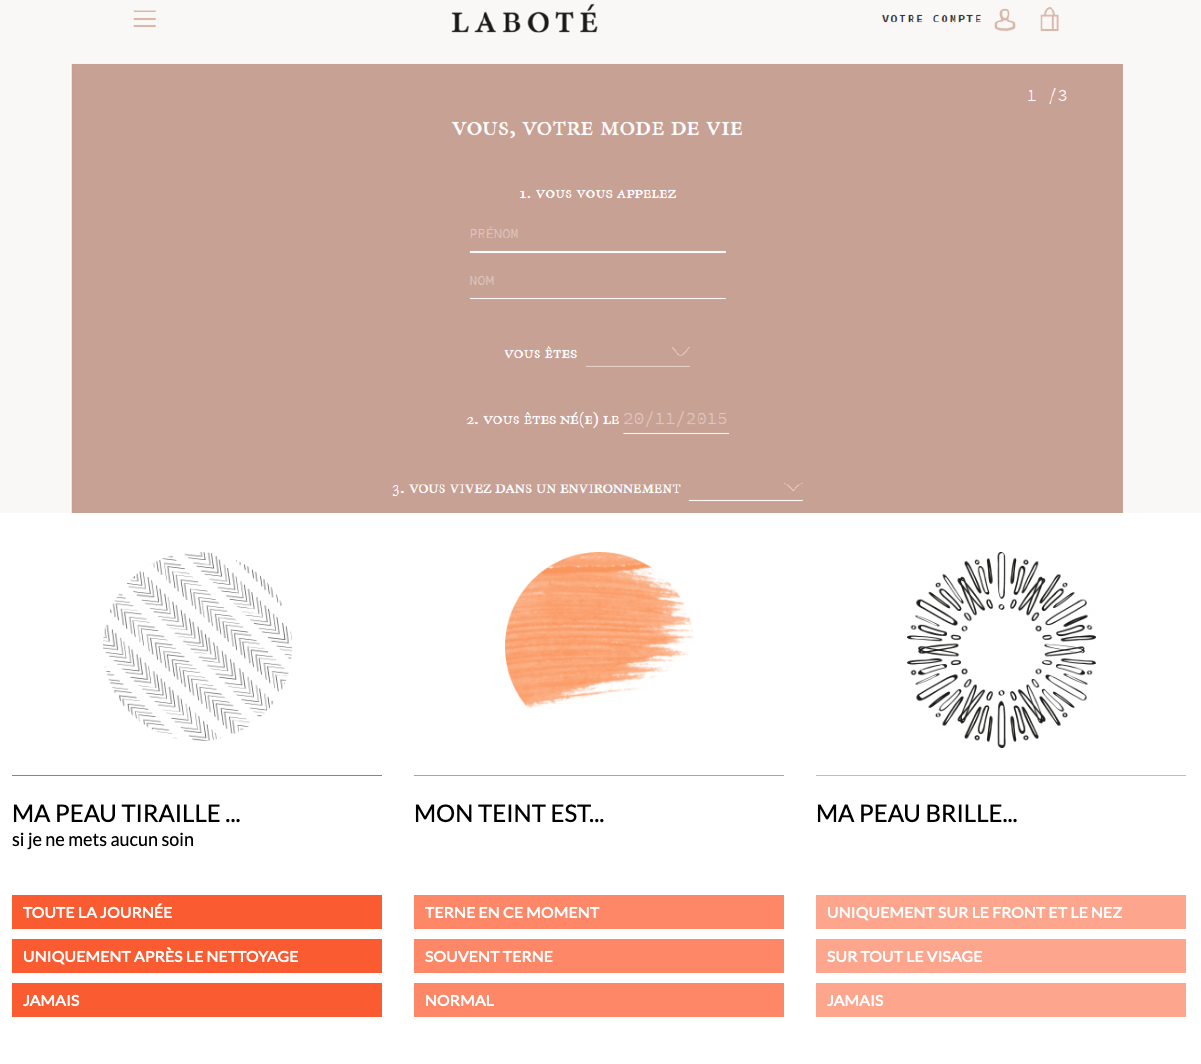 LABOTÉ
VOTRE COMPTE
1 /3
VOUS, VOTRE MODE DE VIE
1. VOUS VOUS APPELEZ
PRÉNOM
NOM
VOUS ÊTES
2. VOUS ÊTES NÉ(E) LE 20/11/2015
3. VOUS VIVEZ DANS UN ENVIRONNEMENT
MA PEAU TIRAILLE ...
si je ne mets aucun soin
TOUTE LA JOURNÉE
UNIQUEMENT APRÈS LE NETTOYAGE
JAMAIS
MON TEINT EST...
TERNE EN CE MOMENT
SOUVENT TERNE
NORMAL
MA PEAU BRILLE...
UNIQUEMENT SUR LE FRONT ET LE NEZ
SUR TOUT LE VISAGE
JAMAIS